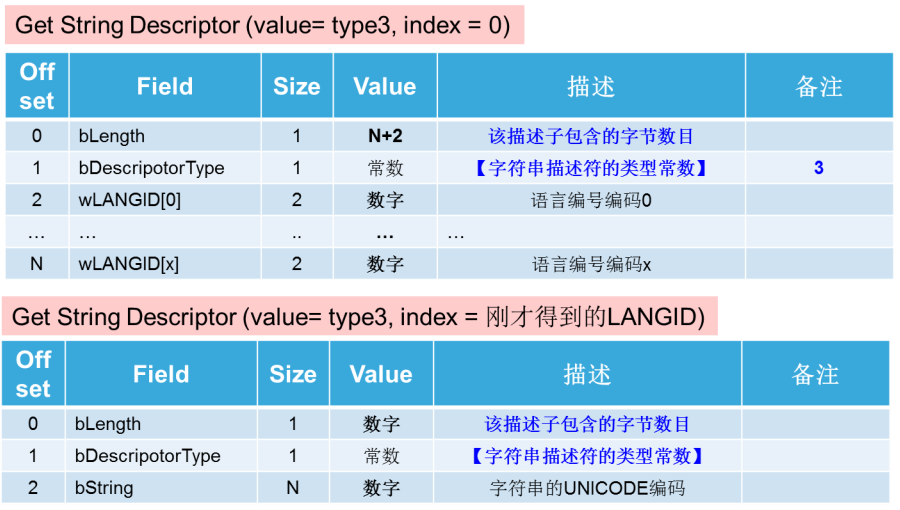 Get String Descriptor (value= type3, index = 0)
Off set Field Size Value 描述 备注
0 bLength 1 N+2 该描述子包含的字节数目
1 bDescripotorType 1 常数 【字符串描述符的类型常数】 3
2 wLANGID[0] 2 数字 语言编号编码0
… … .. … …
N wLANGID[x] 2 数字 语言编号编码x
Get String Descriptor (value= type3, index = 刚才得到的LANGID)
Off set Field Size Value 描述 备注
0 bLength 1 数字 该描述子包含的字节数目
1 bDescripotorType 1 常数 【字符串描述符的类型常数】
2 bString N 数字 字符串的UNICODE编码